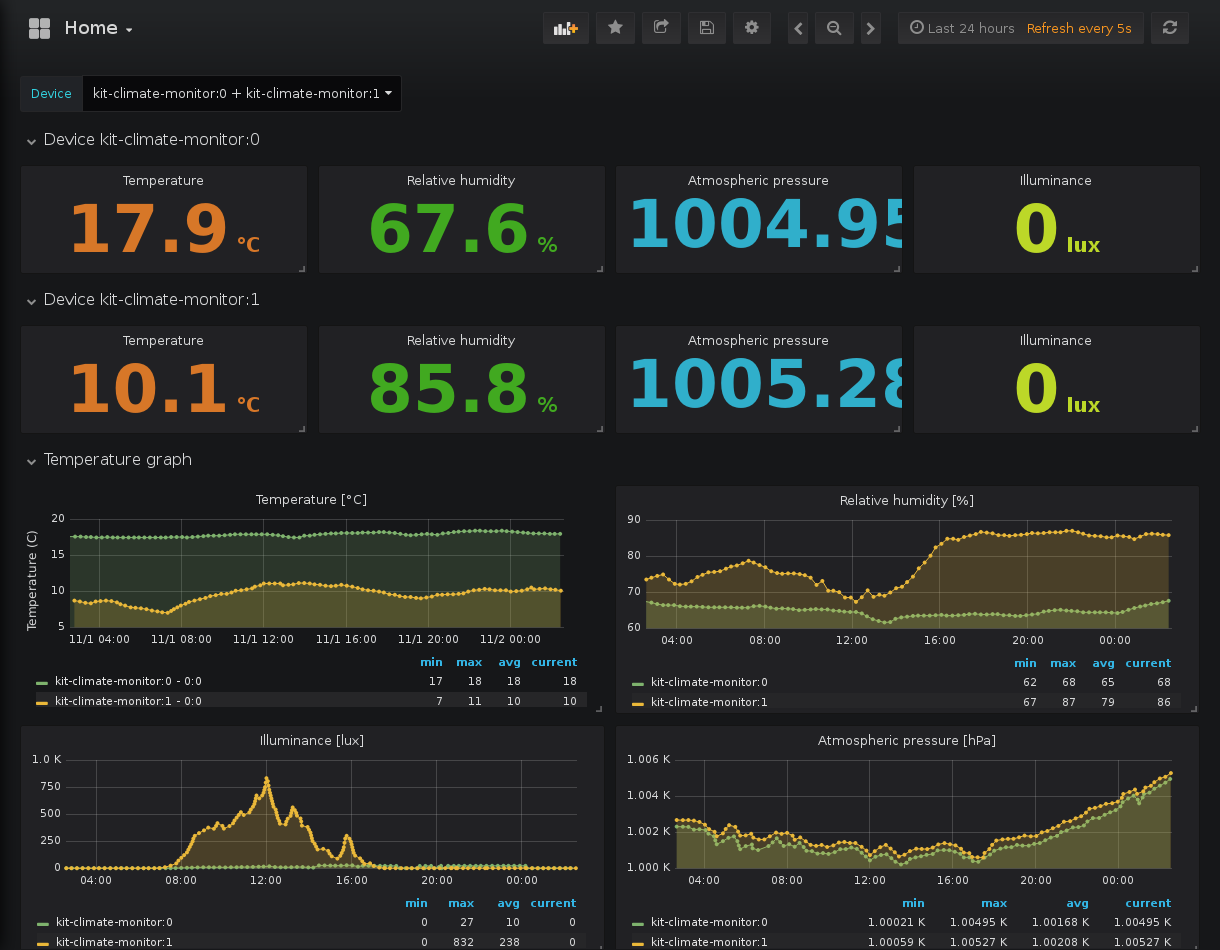 Home
Last 24 hours Refresh every 5s
Device kit-climate-monitor:0 + kit-climate-monitor:1
Device kit-climate-monitor:0
Temperature Relative humidity Atmospheric pressure Illuminance
17.9 °C 67.6 % 1004.95 0 lux
Device kit-climate-monitor:1
Temperature Relative humidity Atmospheric pressure Illuminance
10.1 °C 85.8 % 1005.28 0 lux
Temperature graph
Temperature [°C]
Temperature (C)
20
15
10
5
11/1 04:00 11/1 08:00 11/1 12:00 11/1 16:00 11/1 20:00 11/2 00:00
min max avg current
kit-climate-monitor:0 - 0:0 17 18 18 18
kit-climate-monitor:1 - 0:0 7 11 10 10
Relative humidity [%]
90
80
70
60
04:00 08:00 12:00 16:00 20:00 00:00
min max avg current
kit-climate-monitor:0 62 68 65 68
kit-climate-monitor:1 67 87 79 86
Illuminance [lux]
1.0 K
750
500
250
0
04:00 08:00 12:00 16:00 20:00 00:00
min max avg current
kit-climate-monitor:0 0 27 10 0
kit-climate-monitor:1 0 832 238 0
Atmospheric pressure [hPa]
1.006 K
1.004 K
1.002 K
1.000 K
04:00 08:00 12:00 16:00 20:00 00:00
min max avg current
kit-climate-monitor:0 1.00021 K 1.00495 K 1.00168 K 1.00495 K
kit-climate-monitor:1 1.00059 K 1.00527 K 1.00208 K 1.00527 K